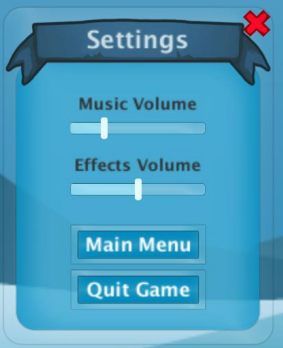 Settings
Music Volume
Effects Volume
Main Menu
Quit Game